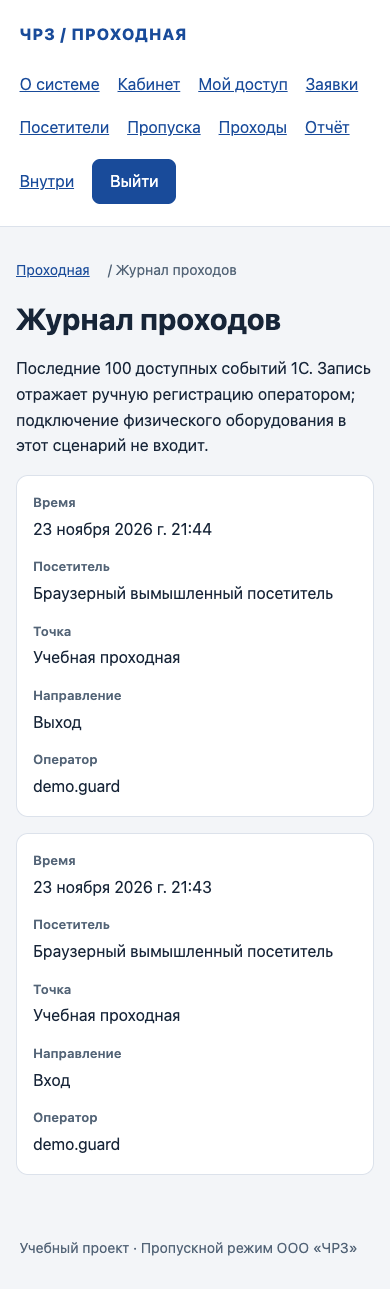 ЧРЗ / ПРОХОДНАЯ
О системе Кабинет Мой доступ Заявки
Посетители Пропуска Проходы Отчёт
Внутри Выйти
Проходная / Журнал проходов
Журнал проходов
Последние 100 доступных событий 1С. Запись
отражает ручную регистрацию оператором;
подключение физического оборудования в
этот сценарий не входит.
Время
23 ноября 2026 г. 21:44
Посетитель
Браузерный вымышленный посетитель
Точка
Учебная проходная
Направление
Выход
Оператор
demo.guard
Время
23 ноября 2026 г. 21:43
Посетитель
Браузерный вымышленный посетитель
Точка
Учебная проходная
Направление
Вход
Оператор
demo.guard
Учебный проект · Пропускной режим ООО «ЧРЗ»